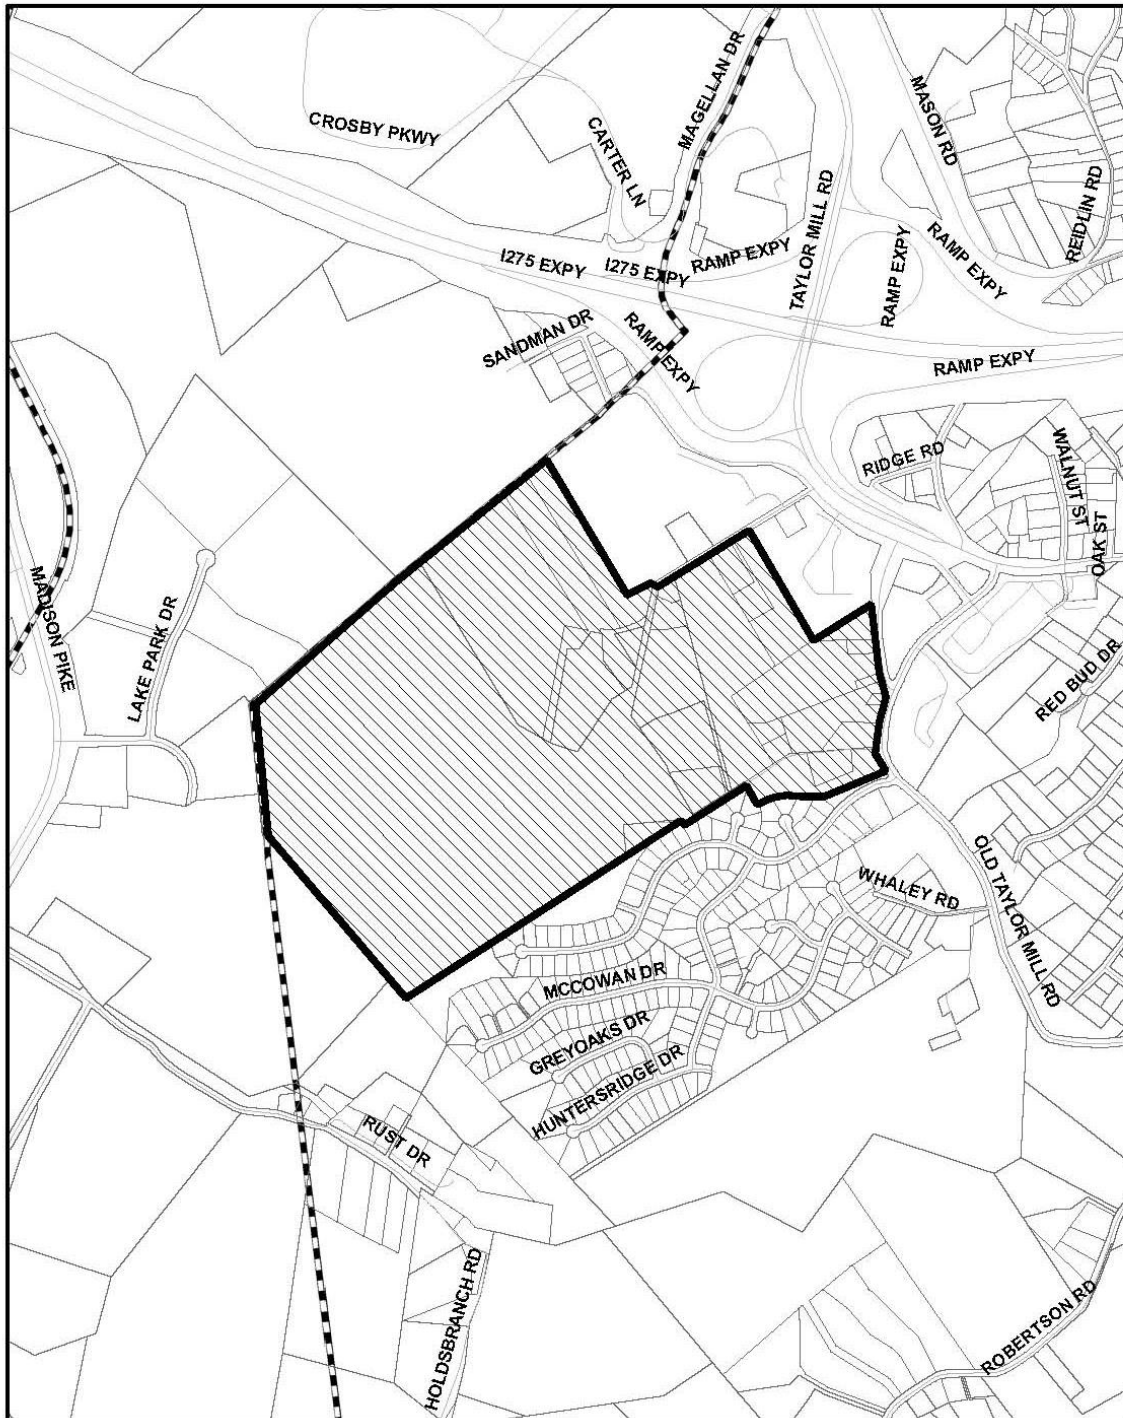 MAGELLAN DR
MASON RD
CROSBY PKWY
CARTER LN
TAYLOR MILL RD
REIDLIN RD
I275 EXPY
I275 EXPY
RAMP EXPY
RAMP EXPY
RAMP EXPY
SANDMAN DR
RAMP EXPY
RAMP EXPY
RIDGE RD
WALNUT ST
OAK ST
MADISON PIKE
LAKE PARK DR
RED BUD DR
WHALEY RD
OLD TAYLOR MILL RD
MCCOWAN DR
GREYOAKS DR
HUNTERSRIDGE DR
RUST DR
HOLDSBRANCH RD
ROBERTSON RD